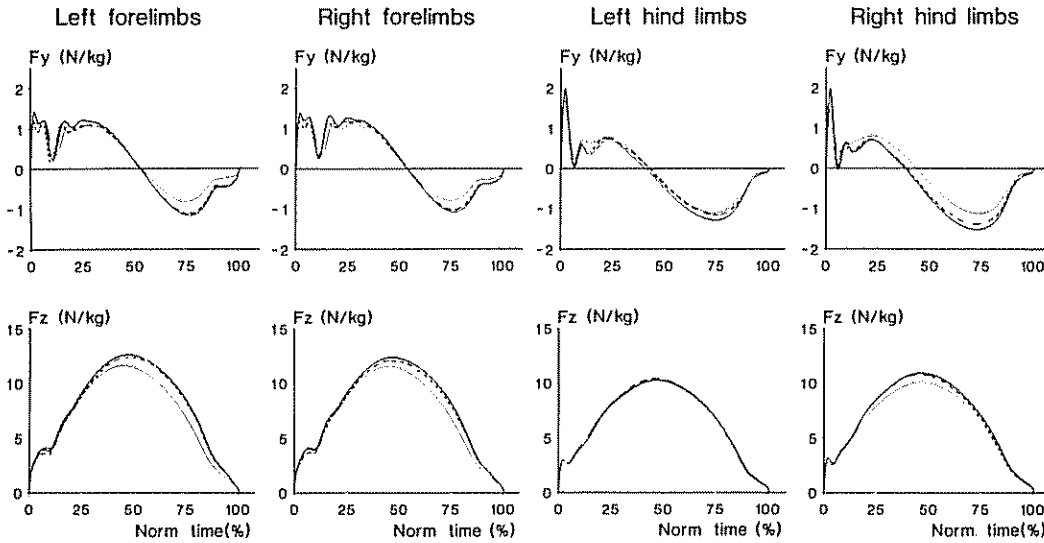 Left forelimbs Right forelimbs Left hind limbs Right hind limbs
Fy (N/kg) Fy (N/kg) Fy (N/kg) Fy (N/kg)
2 2 2 2
1 1 1 1
0 0 0 0
-1 -1 -1 -1
-2 -2 -2 -2
0 25 50 75 100 0 25 50 75 100 0 25 50 75 100 0 25 50 75 100
Fz (N/kg) Fz (N/kg) Fz (N/kg) Fz (N/kg)
15 15 15 15
10 10 10 10
5 5 5 5
0 0 0 0
0 25 50 75 100 0 25 50 75 100 0 25 50 75 100 0 25 50 75 100
Norm time(%) Norm time(%) Norm time (%) Norm. time(%)